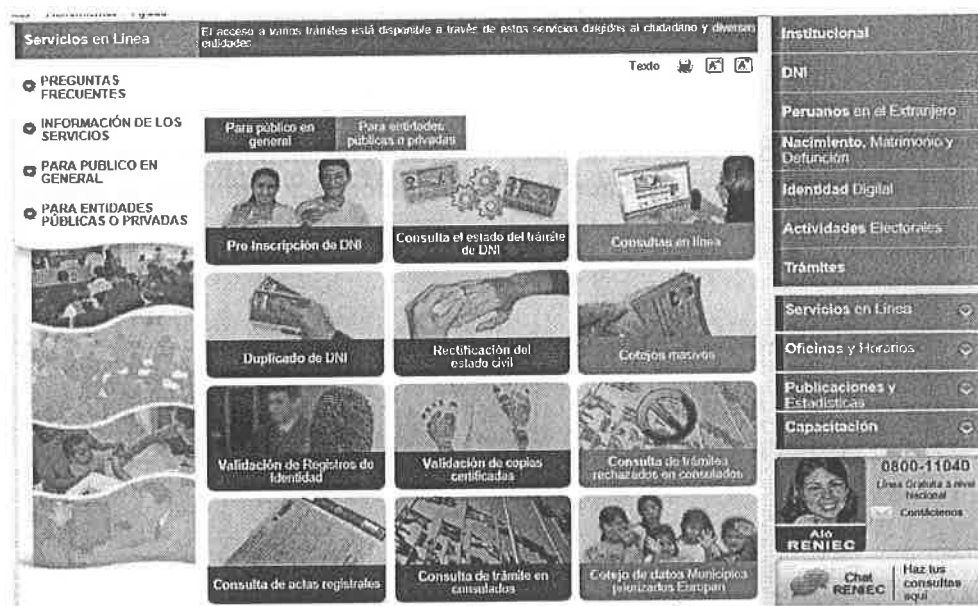 Servicios en Línea
El acceso a varios trámites está disponible a través de estos servicios dirigidos al ciudadano y diversas
entidades
Texto
PREGUNTAS
FRECUENTES
INFORMACIÓN DE LOS
SERVICIOS
PARA PUBLICO EN
GENERAL
PARA ENTIDADES
PÚBLICAS O PRIVADAS
Para público en
general
Para entidades
públicas o privadas
Pre Inscripción de DNI
Consulta el estado del trámite
de DNI
Consultas en línea
Duplicado de DNI
Rectificación del
estado civil
Cotejos masivos
Validación de Registros de
Identidad
Validación de copias
certificadas
Consulta de trámites
rechazados en consulados
Consulta de actas registrales
Consulta de trámite en
consulados
Cotejo de datos Municipios
priorizados Europan
Institucional
DNI
Peruanos en el Extranjero
Nacimiento, Matrimonio y
Defunción
Identidad Digital
Actividades Electorales
Trámites
Servicios en Línea
Oficinas y Horarios
Publicaciones y
Estadísticas
Capacitación
0800-11040
Línea Gratuita a nivel
Nacional
Contáctenos
Aló
RENIEC
Chat
RENIEC
Haz tus
consultas
aquí